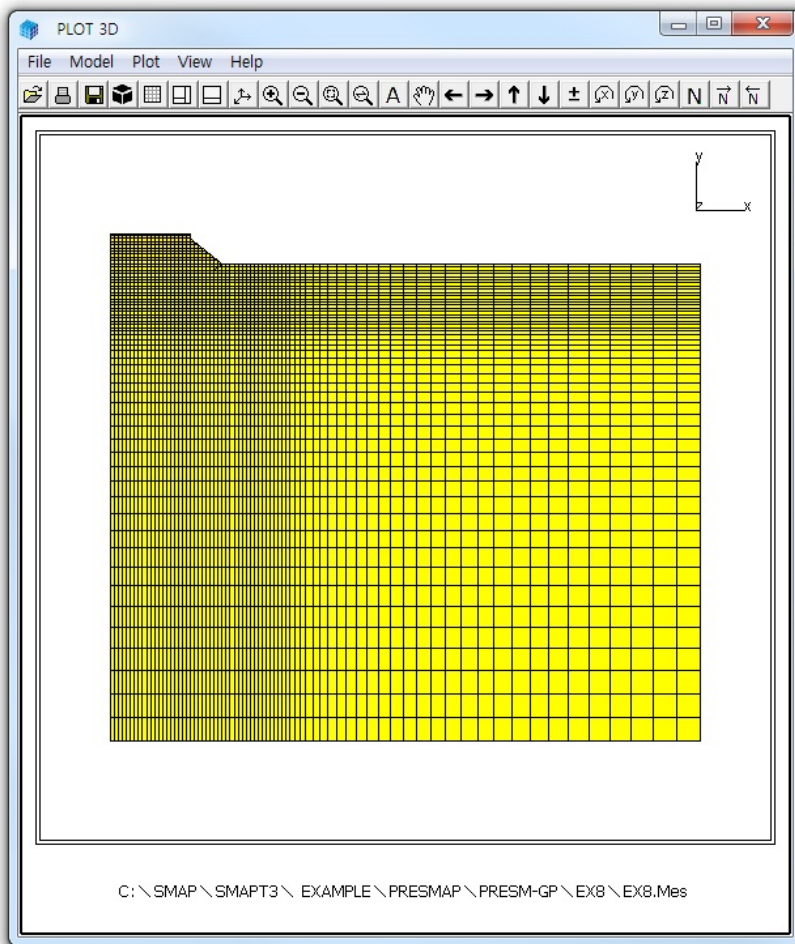 PLOT 3D
File Model Plot View Help
A ± x y z N N N
y
z x
C:\SMAP\SMAPT3\ EXAMPLE\PRESMAP\PRESM-GP\EX8\EX8.Mes